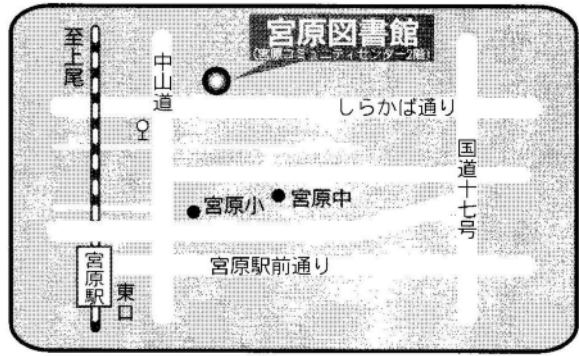 宮原図書館
(宮原コミュニティセンター2階)
至上尾
中山道
しらかば通り
国道十七号
宮原小
宮原中
宮原駅前通り
宮原駅
東口